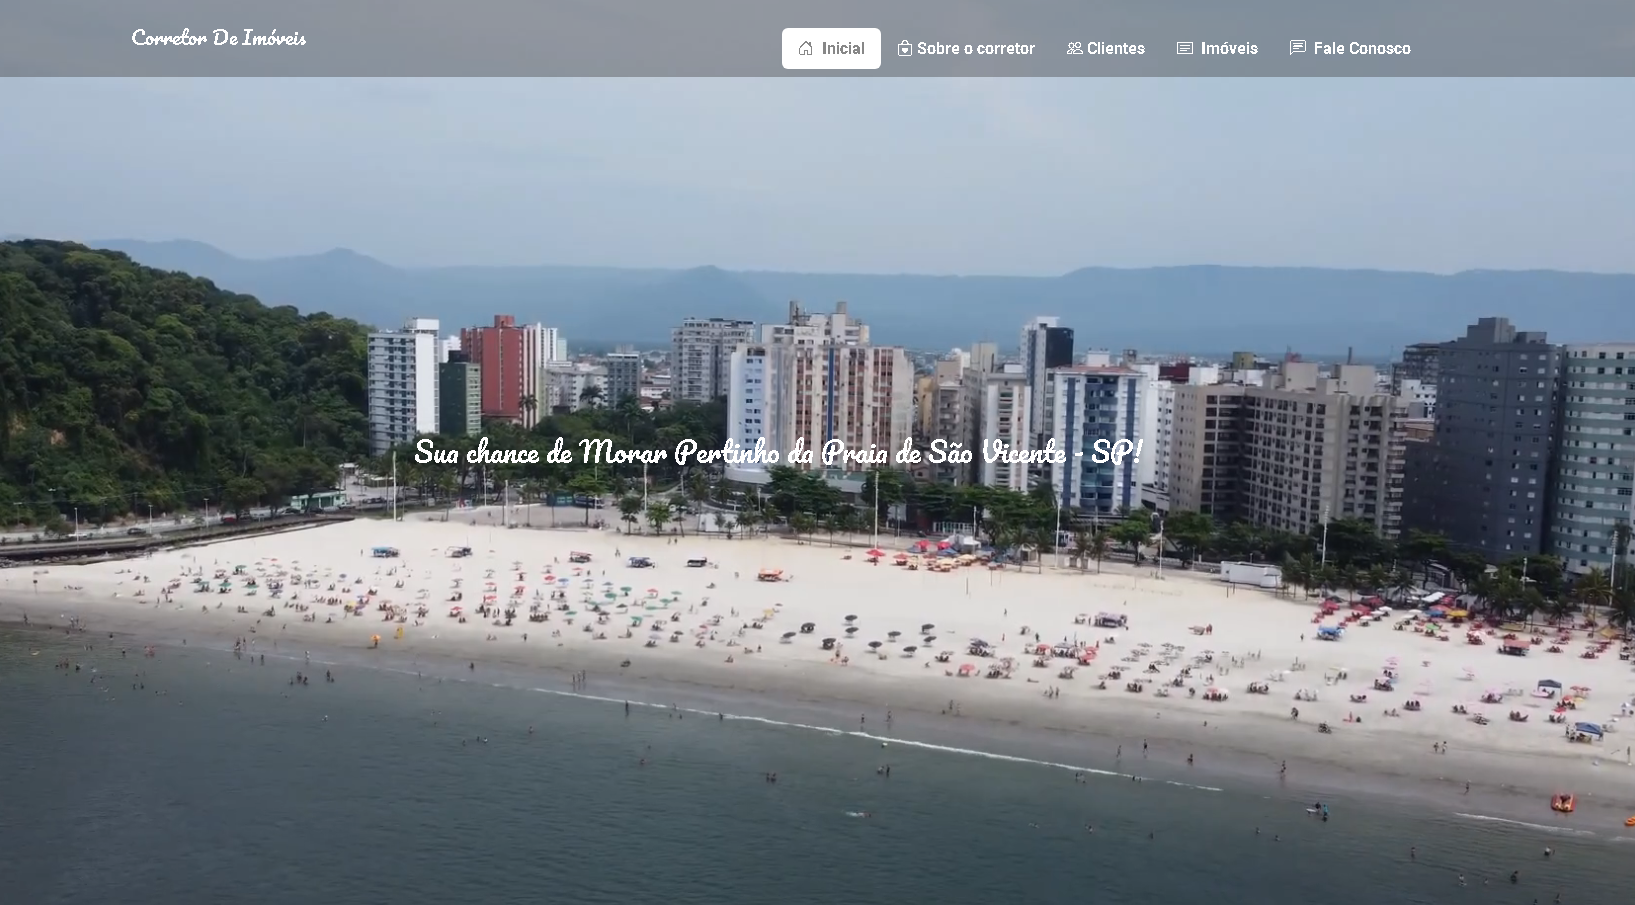 Corretor De Imóveis
Inicial
Sobre o corretor
Clientes
Imóveis
Fale Conosco
Sua chance de Morar Pertinho da Praia de São Vicente - SP!